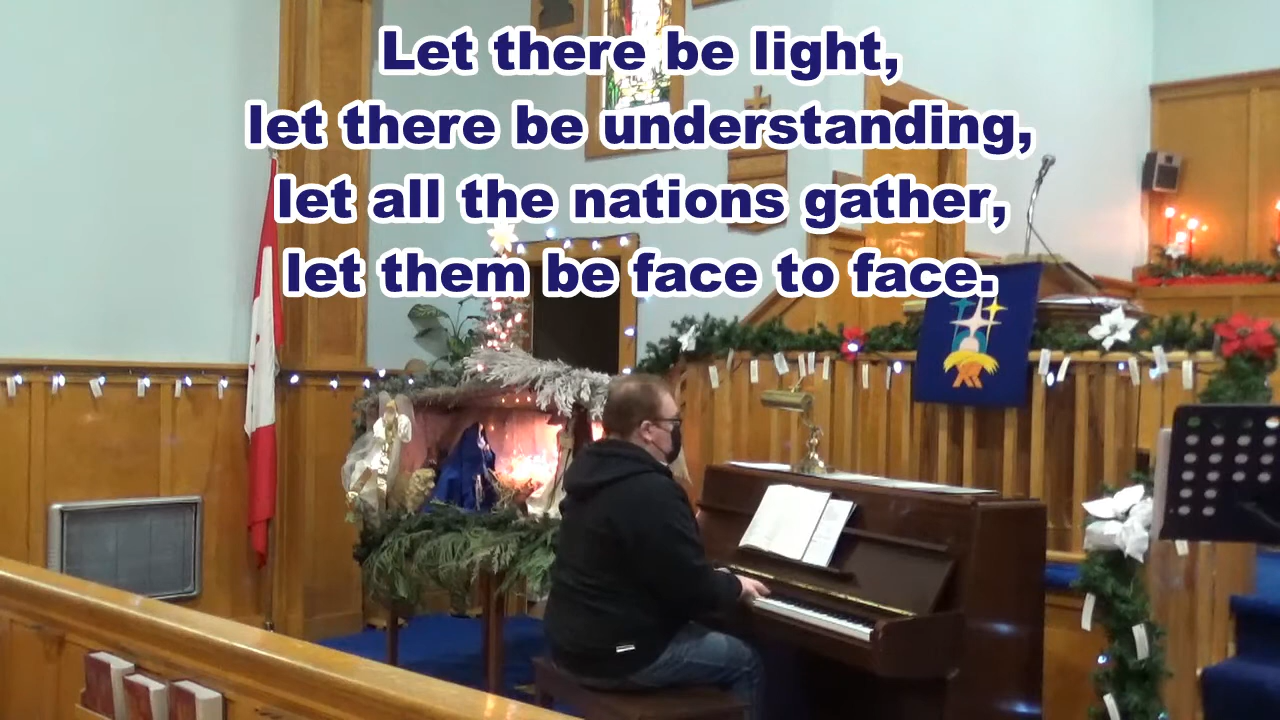 Let there be light,
let there be understanding,
let all the nations gather,
let them be face to face.